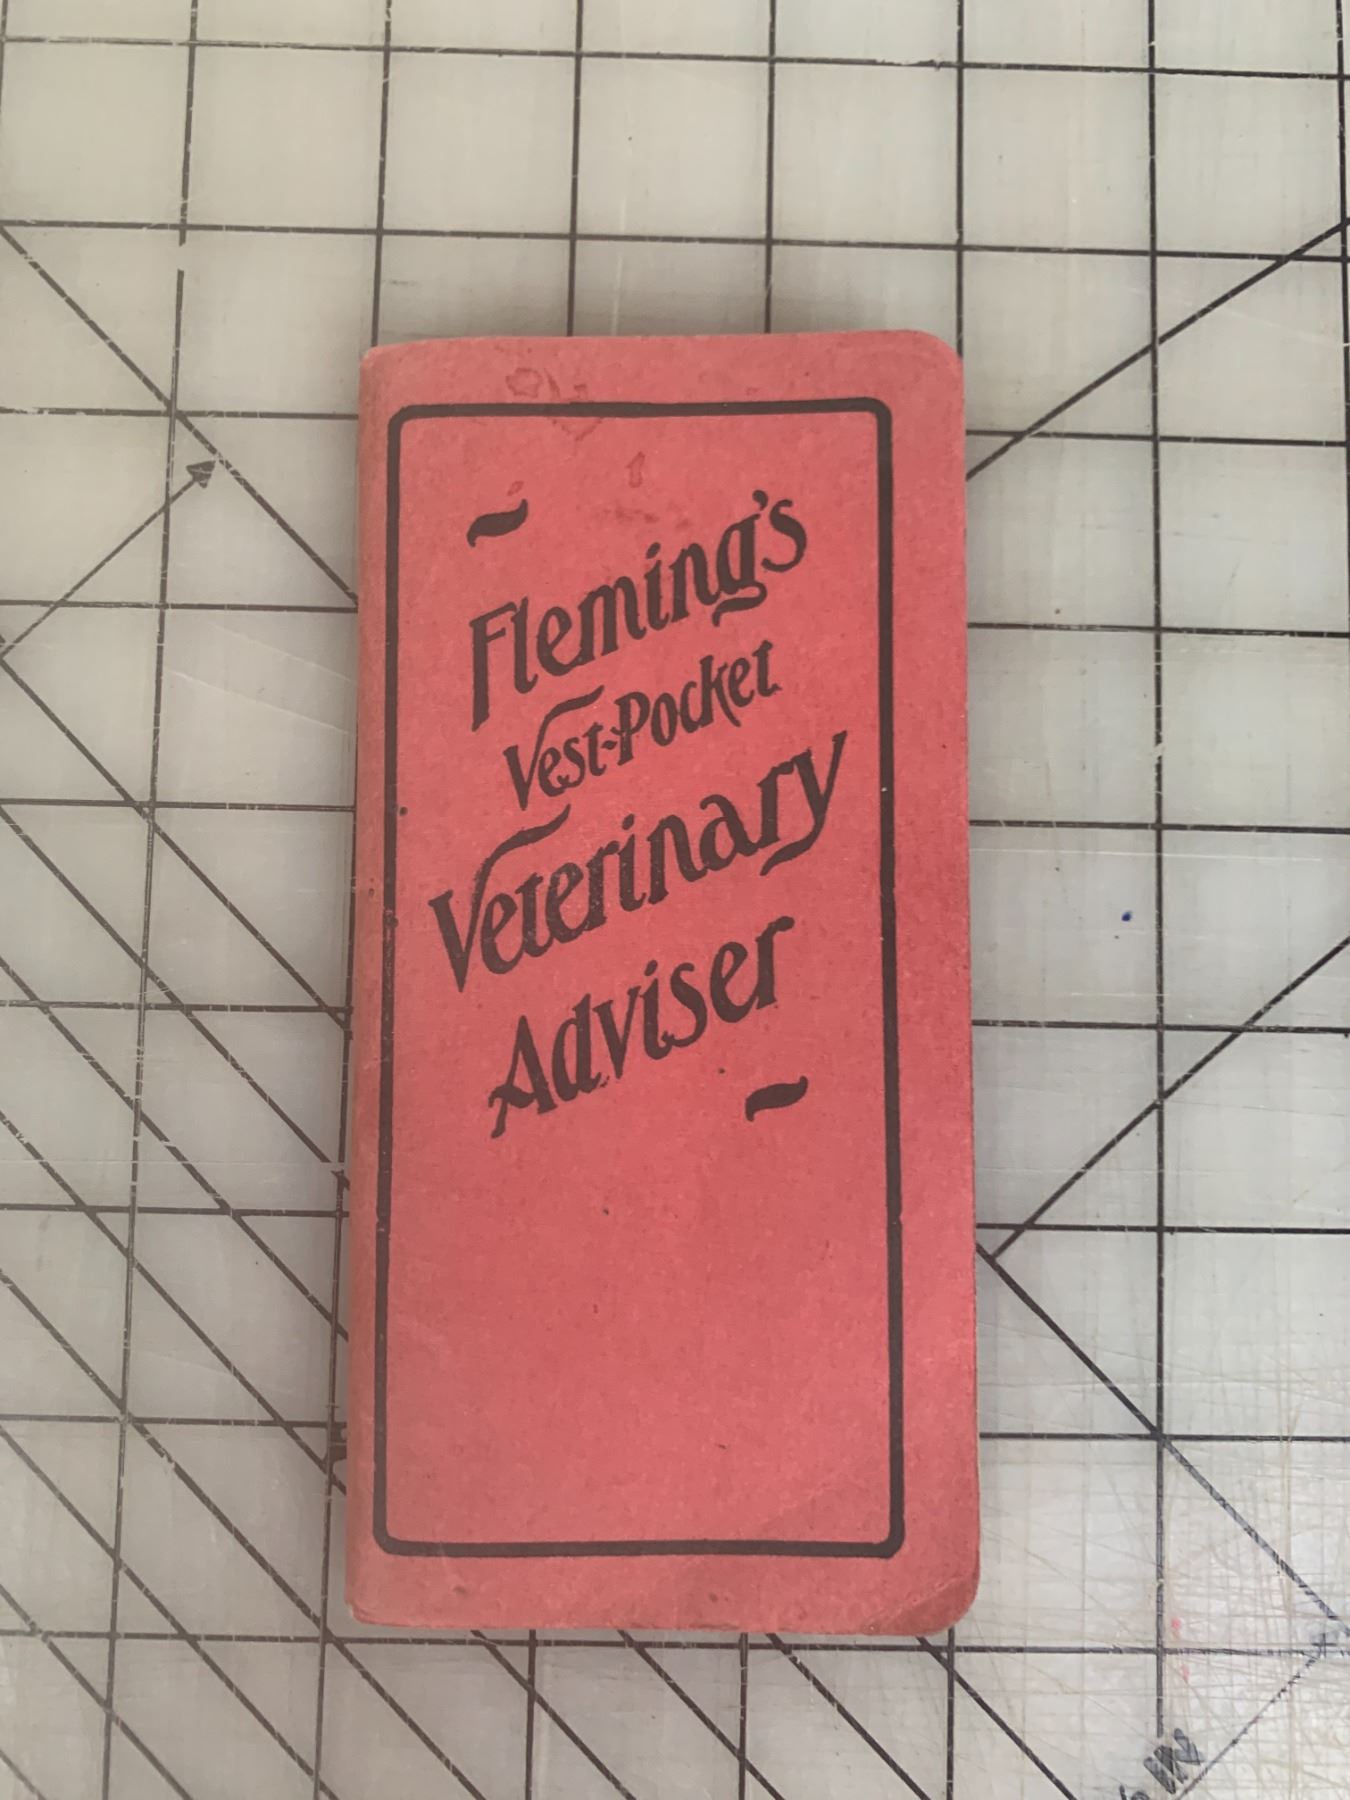 Fleming's
Vest-Pocket
Veterinary
Adviser